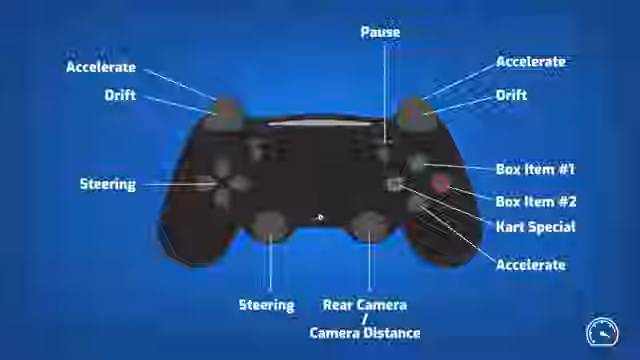 Pause
Accelerate
Accelerate
Drift
Drift
Box Item #1
Steering
Box Item #2
Kart Special
Accelerate
Steering
Rear Camera
/
Camera Distance